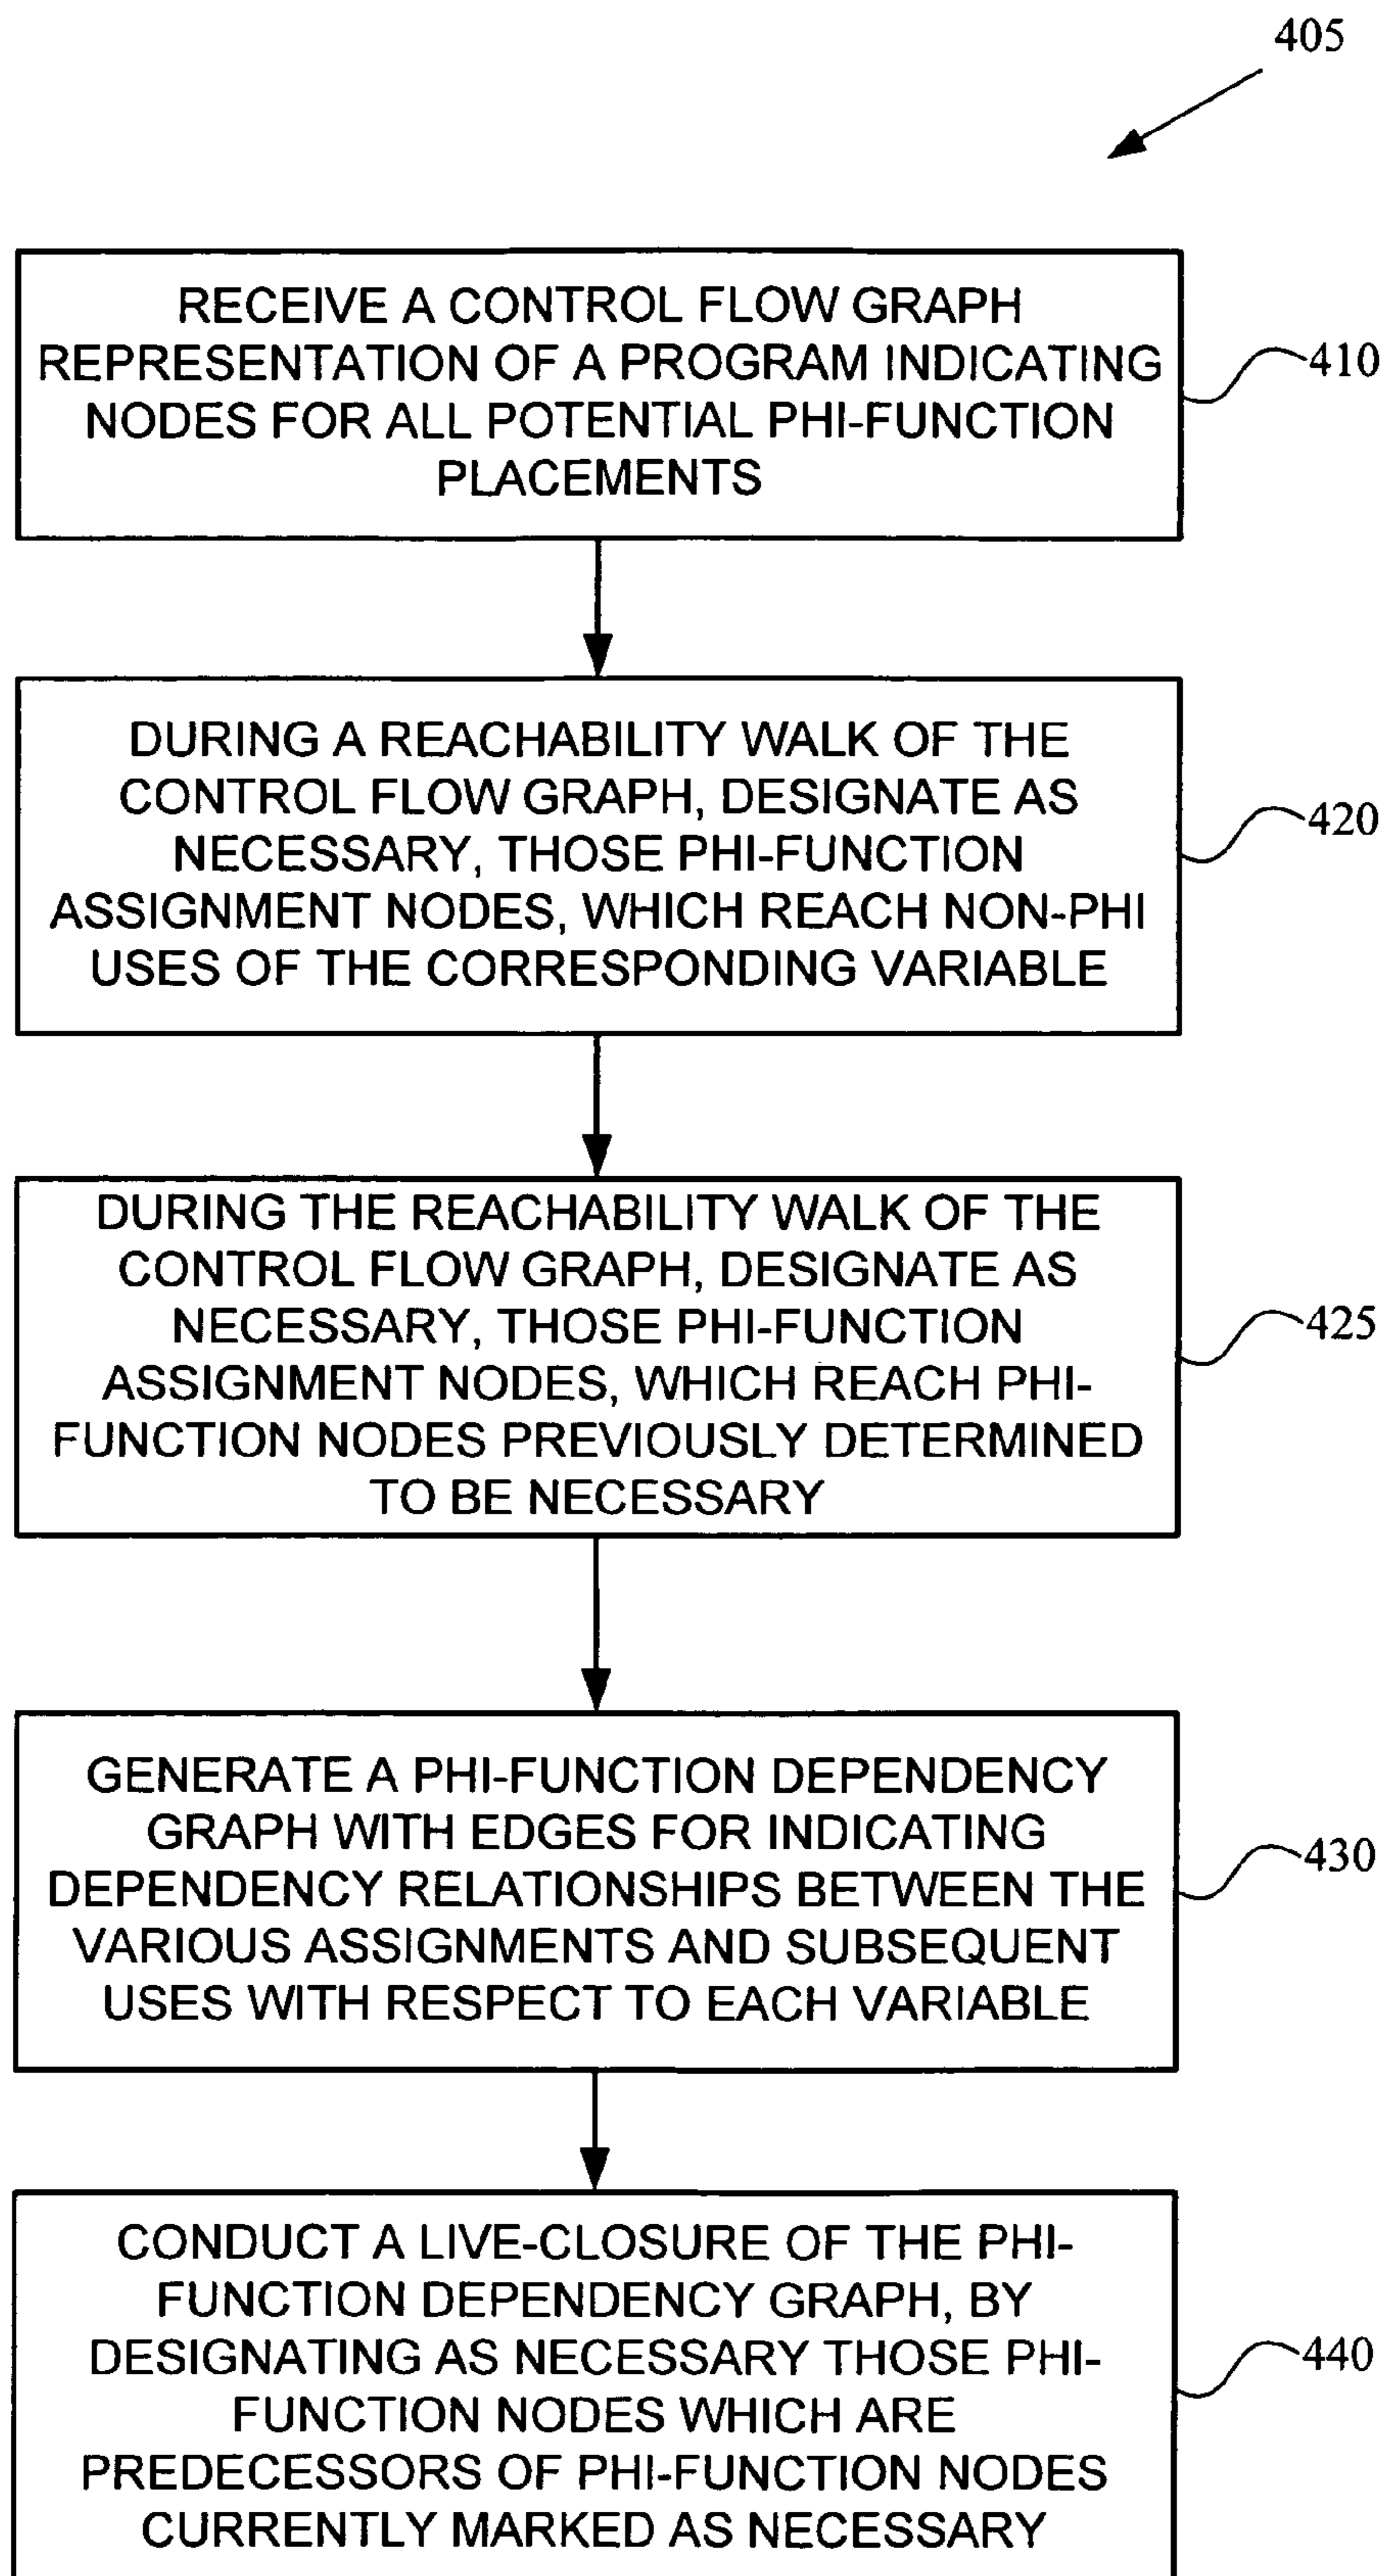 405
RECEIVE A CONTROL FLOW GRAPH
REPRESENTATION OF A PROGRAM INDICATING
NODES FOR ALL POTENTIAL PHI-FUNCTION
PLACEMENTS
410
DURING A REACHABILITY WALK OF THE
CONTROL FLOW GRAPH, DESIGNATE AS
NECESSARY, THOSE PHI-FUNCTION
ASSIGNMENT NODES, WHICH REACH NON-PHI
USES OF THE CORRESPONDING VARIABLE
420
DURING THE REACHABILITY WALK OF THE
CONTROL FLOW GRAPH, DESIGNATE AS
NECESSARY, THOSE PHI-FUNCTION
ASSIGNMENT NODES, WHICH REACH PHI-
FUNCTION NODES PREVIOUSLY DETERMINED
TO BE NECESSARY
425
GENERATE A PHI-FUNCTION DEPENDENCY
GRAPH WITH EDGES FOR INDICATING
DEPENDENCY RELATIONSHIPS BETWEEN THE
VARIOUS ASSIGNMENTS AND SUBSEQUENT
USES WITH RESPECT TO EACH VARIABLE
430
CONDUCT A LIVE-CLOSURE OF THE PHI-
FUNCTION DEPENDENCY GRAPH, BY
DESIGNATING AS NECESSARY THOSE PHI-
FUNCTION NODES WHICH ARE
PREDECESSORS OF PHI-FUNCTION NODES
CURRENTLY MARKED AS NECESSARY
440